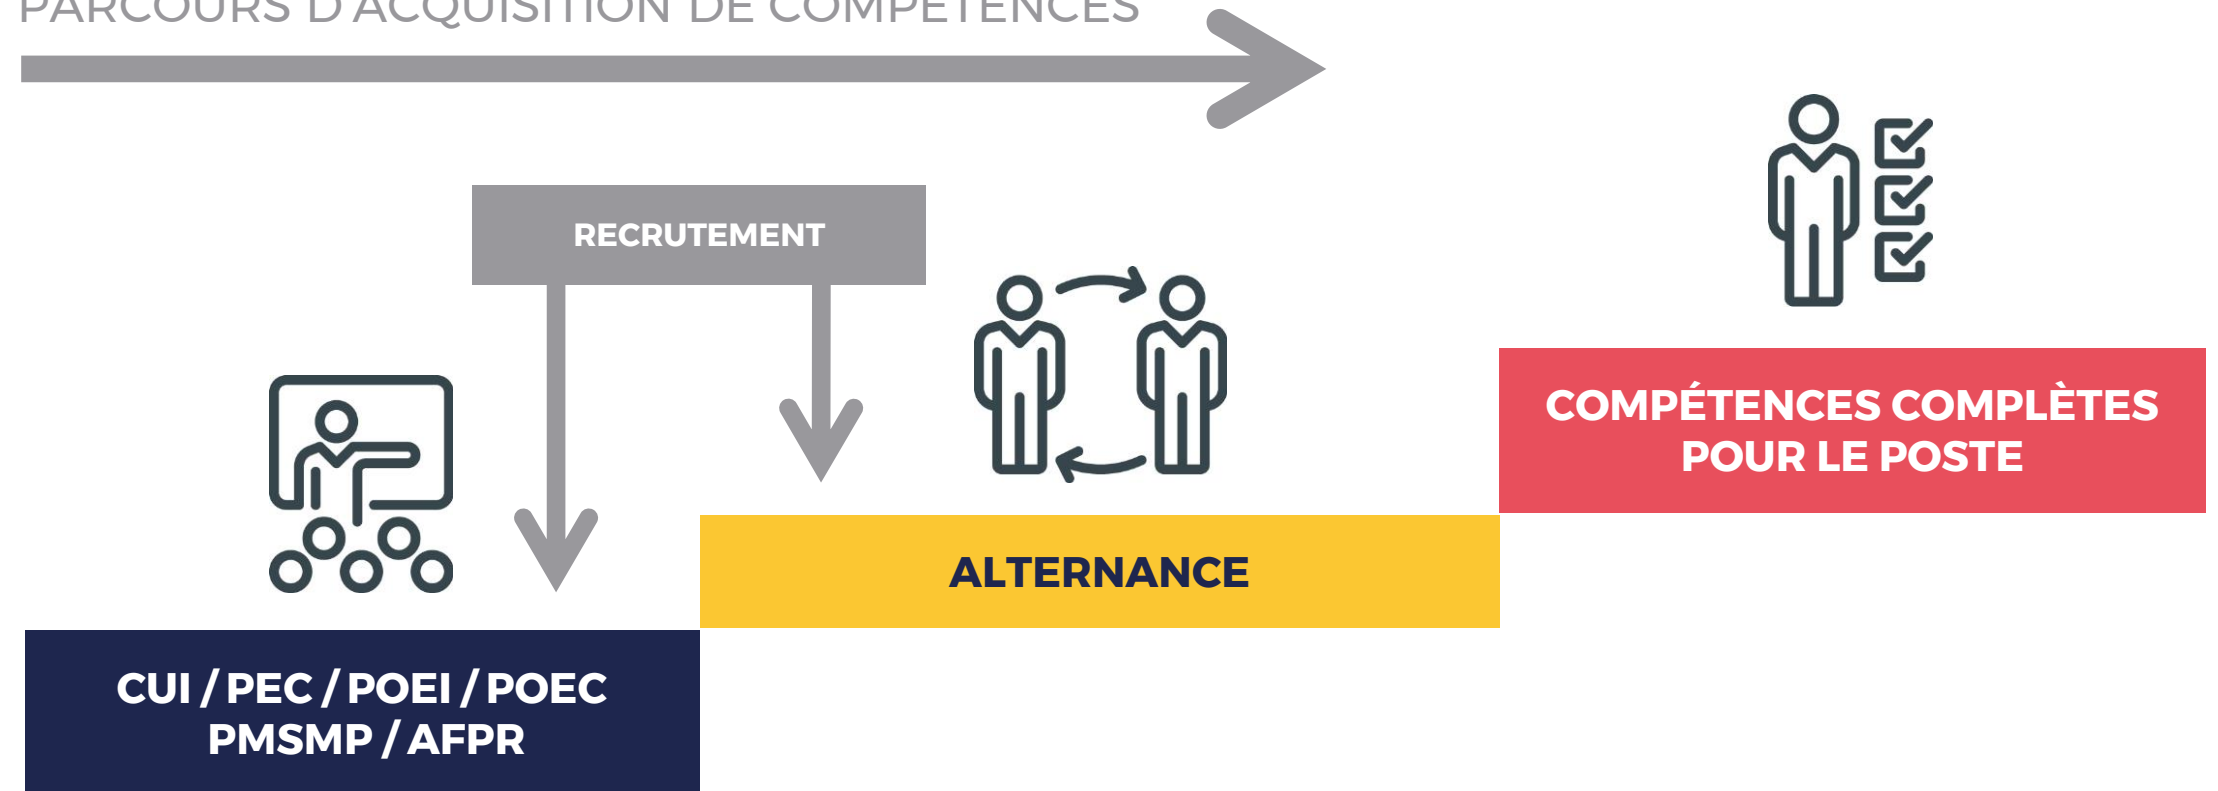 PARCOURS D'ACQUISITION DE COMPÉTENCES
RECRUTEMENT
COMPÉTENCES COMPLÈTES
POUR LE POSTE
ALTERNANCE
CUI / PEC / POEI / POEC
PMSMP / AFPR